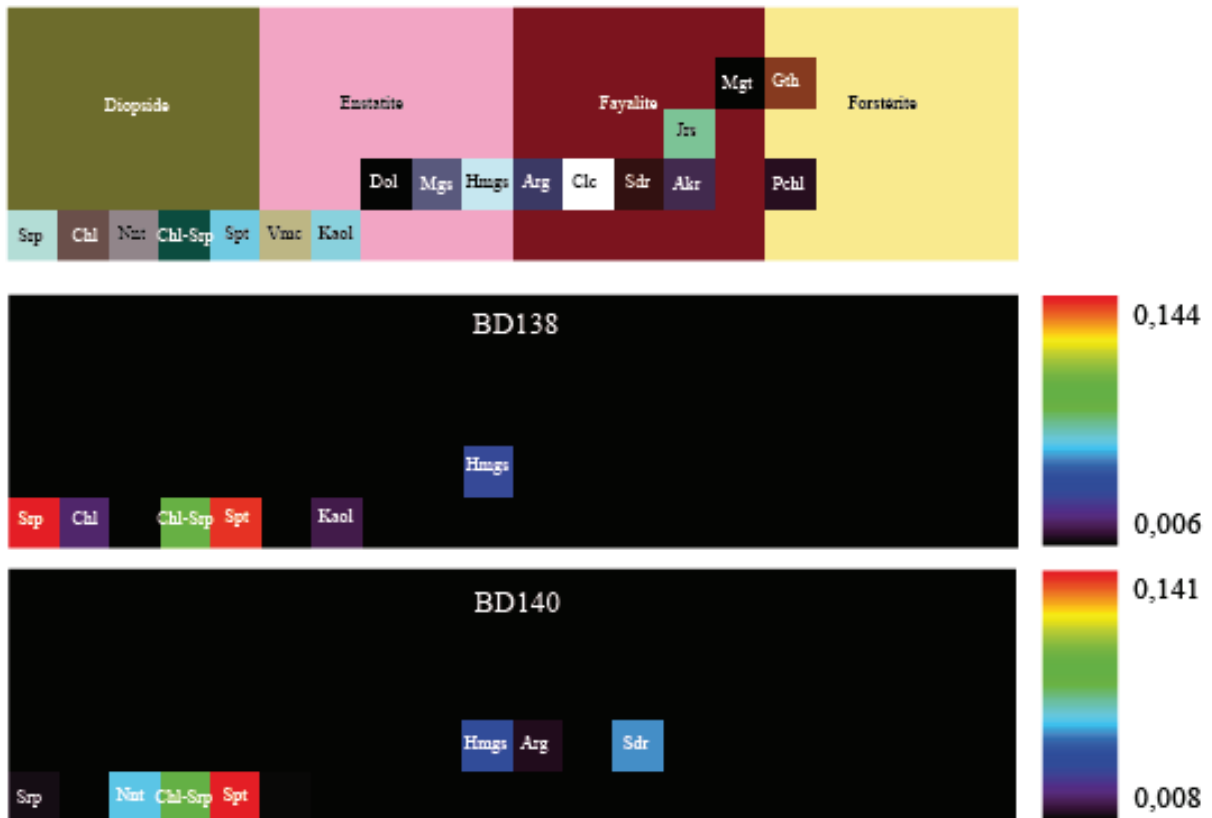 Mgt Gth
Diopside Enstatite Fayalite Forstérite
Jrs
Dol Mgs Hmgs Arg Clc Sdr Akr Pchl
Srp Chl Nnt Chl-Srp Spt Vmc Kaol
BD138
0,144
Hmgs
Srp Chl Chl-Srp Spt Kaol
0,006
BD140
0,141
Hmgs Arg Sdr
Srp Nnt Chl-Srp Spt
0,008